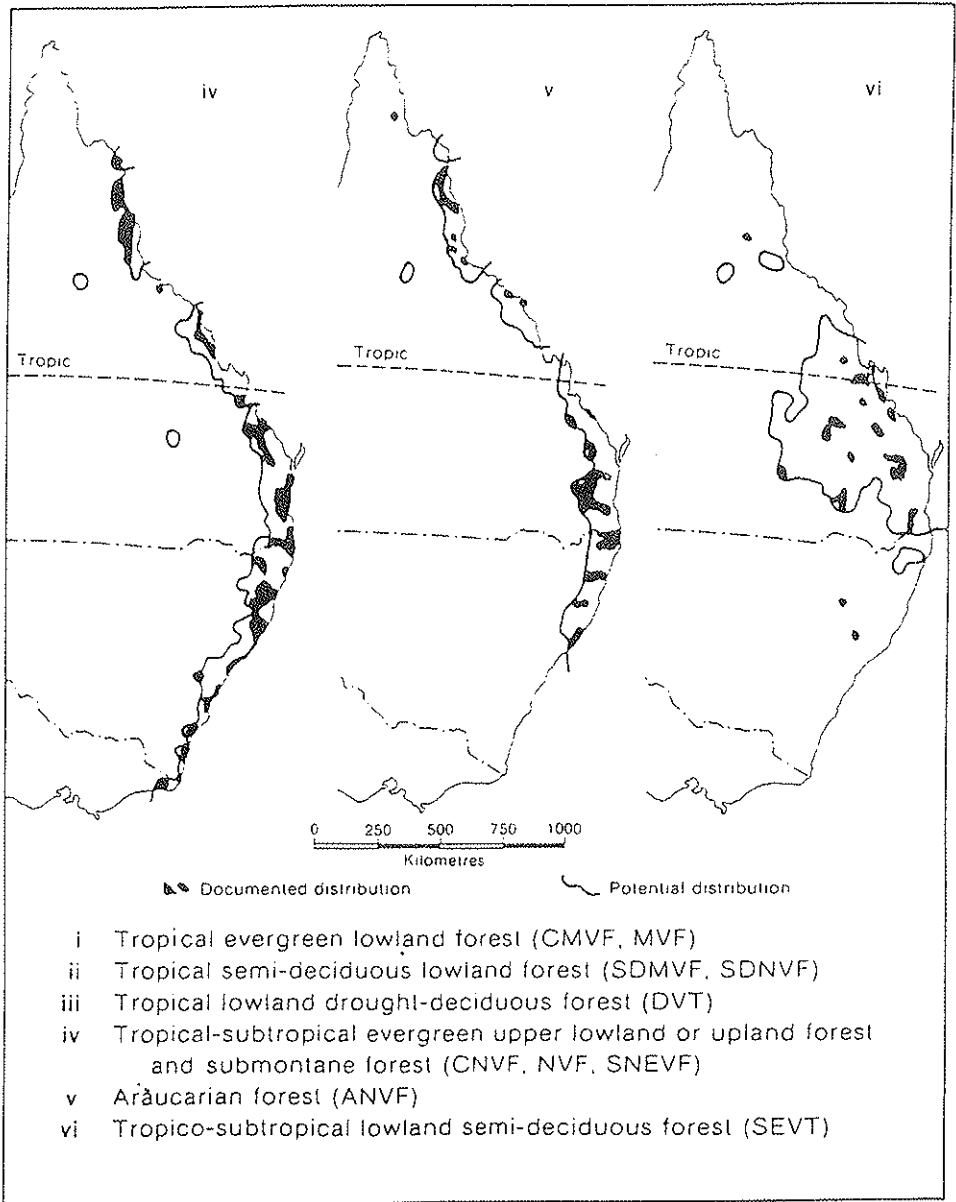 iv
v
vi
Tropic
Tropic
Tropic
0 250 500 750 1000
Kilometres
Documented distribution
Potential distribution
i Tropical evergreen lowland forest (CMVF, MVF)
ii Tropical semi-deciduous lowland forest (SDMVF, SDNVF)
iii Tropical lowland drought-deciduous forest (DVT)
iv Tropical-subtropical evergreen upper lowland or upland forest
and submontane forest (CNVF, NVF, SNEVF)
v Araucarian forest (ANVF)
vi Tropico-subtropical lowland semi-deciduous forest (SEVT)